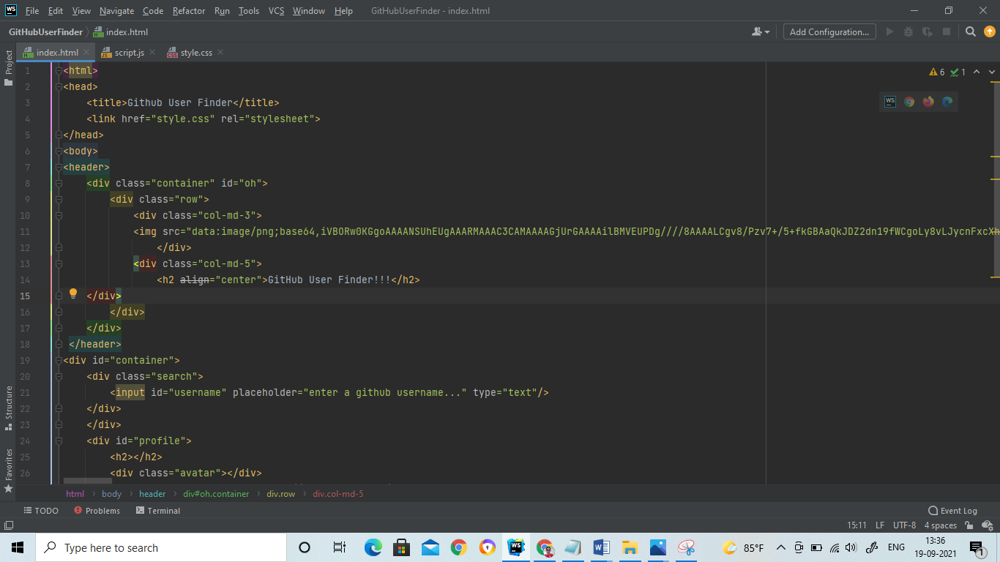 WS File Edit View Navigate Code Refactor Run Tools VCS Window Help GitHubUserFinder - index.html
GitHubUserFinder index.html Add Configuration...
index.html script.js style.css
Project
6 1
1 <html>
2 <head>
3 <title>Github User Finder</title>
4 <link href="style.css" rel="stylesheet">
5 </head>
6 <body>
7 <header>
8 <div class="container" id="oh">
9 <div class="row">
10 <div class="col-md-3">
11 <img src="data:image/png;base64,iVBORw0KGgoAAAANSUhEUgAAARMAAAC3CAMAAAAGjUrGAAAAilBMVEUPDg////8AAAALCgv8/Pzv7+/5+fkGBAaQkJDZ2dn19fWCgoLy8vLJycnFxcXh
12 </div>
13 <div class="col-md-5">
14 <h2 align="center">GitHub User Finder!!!</h2>
15 </div>
16 </div>
17 </div>
18 </header>
19 <div id="container">
20 <div class="search">
21 <input id="username" placeholder="enter a github username..." type="text"/>
22 </div>
23 </div>
24 <div id="profile">
25 <h2></h2>
26 <div class="avatar"></div>
Structure
Favorites
html body header div#oh.container div.row div.col-md-5
TODO Problems Terminal Event Log
15:11 LF UTF-8 4 spaces
Type here to search
WS
85°F ENG 13:36
19-09-2021
1